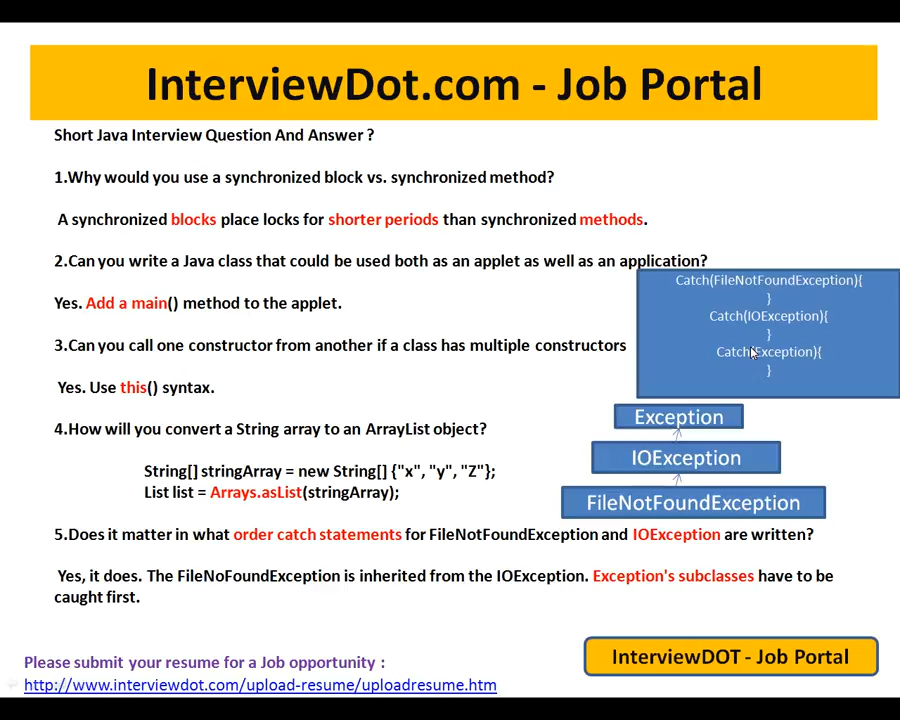 InterviewDot.com - Job Portal
Short Java Interview Question And Answer ?
1.Why would you use a synchronized block vs. synchronized method?
A synchronized blocks place locks for shorter periods than synchronized methods.
2.Can you write a Java class that could be used both as an applet as well as an application?
Yes. Add a main() method to the applet.
3.Can you call one constructor from another if a class has multiple constructors
Yes. Use this() syntax.
4.How will you convert a String array to an ArrayList object?
String[] stringArray = new String[] {"x", "y", "Z"};
List list = Arrays.asList(stringArray);
Catch(FileNotFoundException){
}
Catch(IOException){
}
Catch(Exception){
}
Exception
IOException
FileNotFoundException
5.Does it matter in what order catch statements for FileNotFoundException and IOException are written?
Yes, it does. The FileNoFoundException is inherited from the IOException. Exception's subclasses have to be
caught first.
Please submit your resume for a Job opportunity :
http://www.interviewdot.com/upload-resume/uploadresume.htm
InterviewDOT - Job Portal